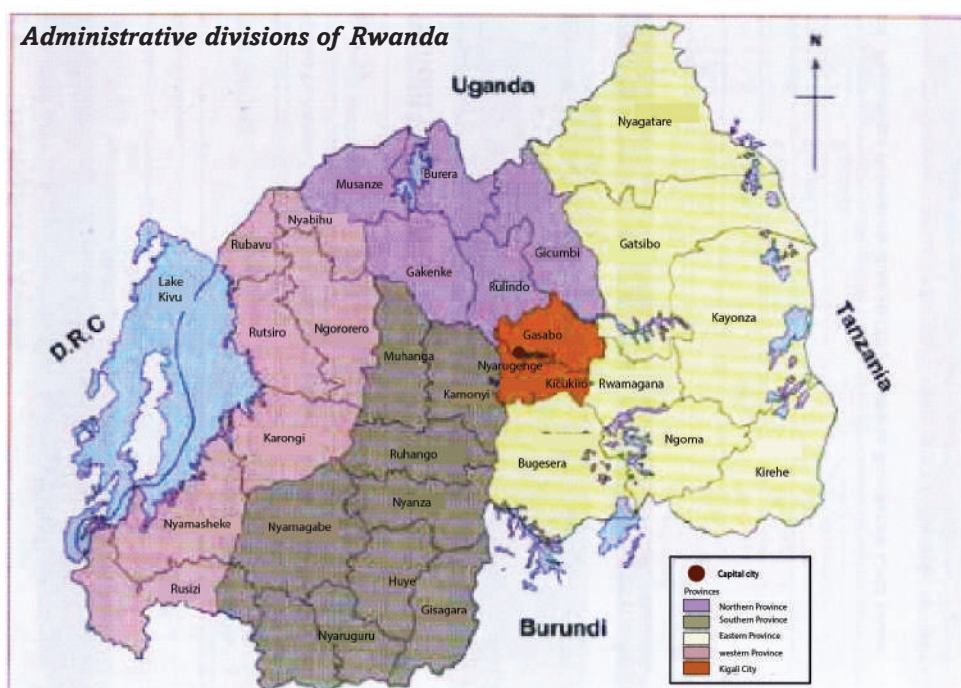 Administrative divisions of Rwanda
N
Uganda
Nyagatare
Musanze
Burera
Nyabihu
Rubavu
Gicumbi
Gatsibo
Gakenke
Rulindo
Lake
Kivu
D.R.C
Kayonza
Tanzania
Rutsiro
Ngororero
Gasabo
Muhanga
Nyarugenge
Kicukiro
Rwamagana
Kamonyi
Karongi
Ruhango
Bugesera
Ngoma
Kirehe
Nyanza
Nyamasheke
Nyamagabe
Rusizi
Huye
Gisagara
Nyaruguru
Burundi
Capital city
Provinces
Northern Province
Southern Province
Eastern Province
western Province
Kigali City